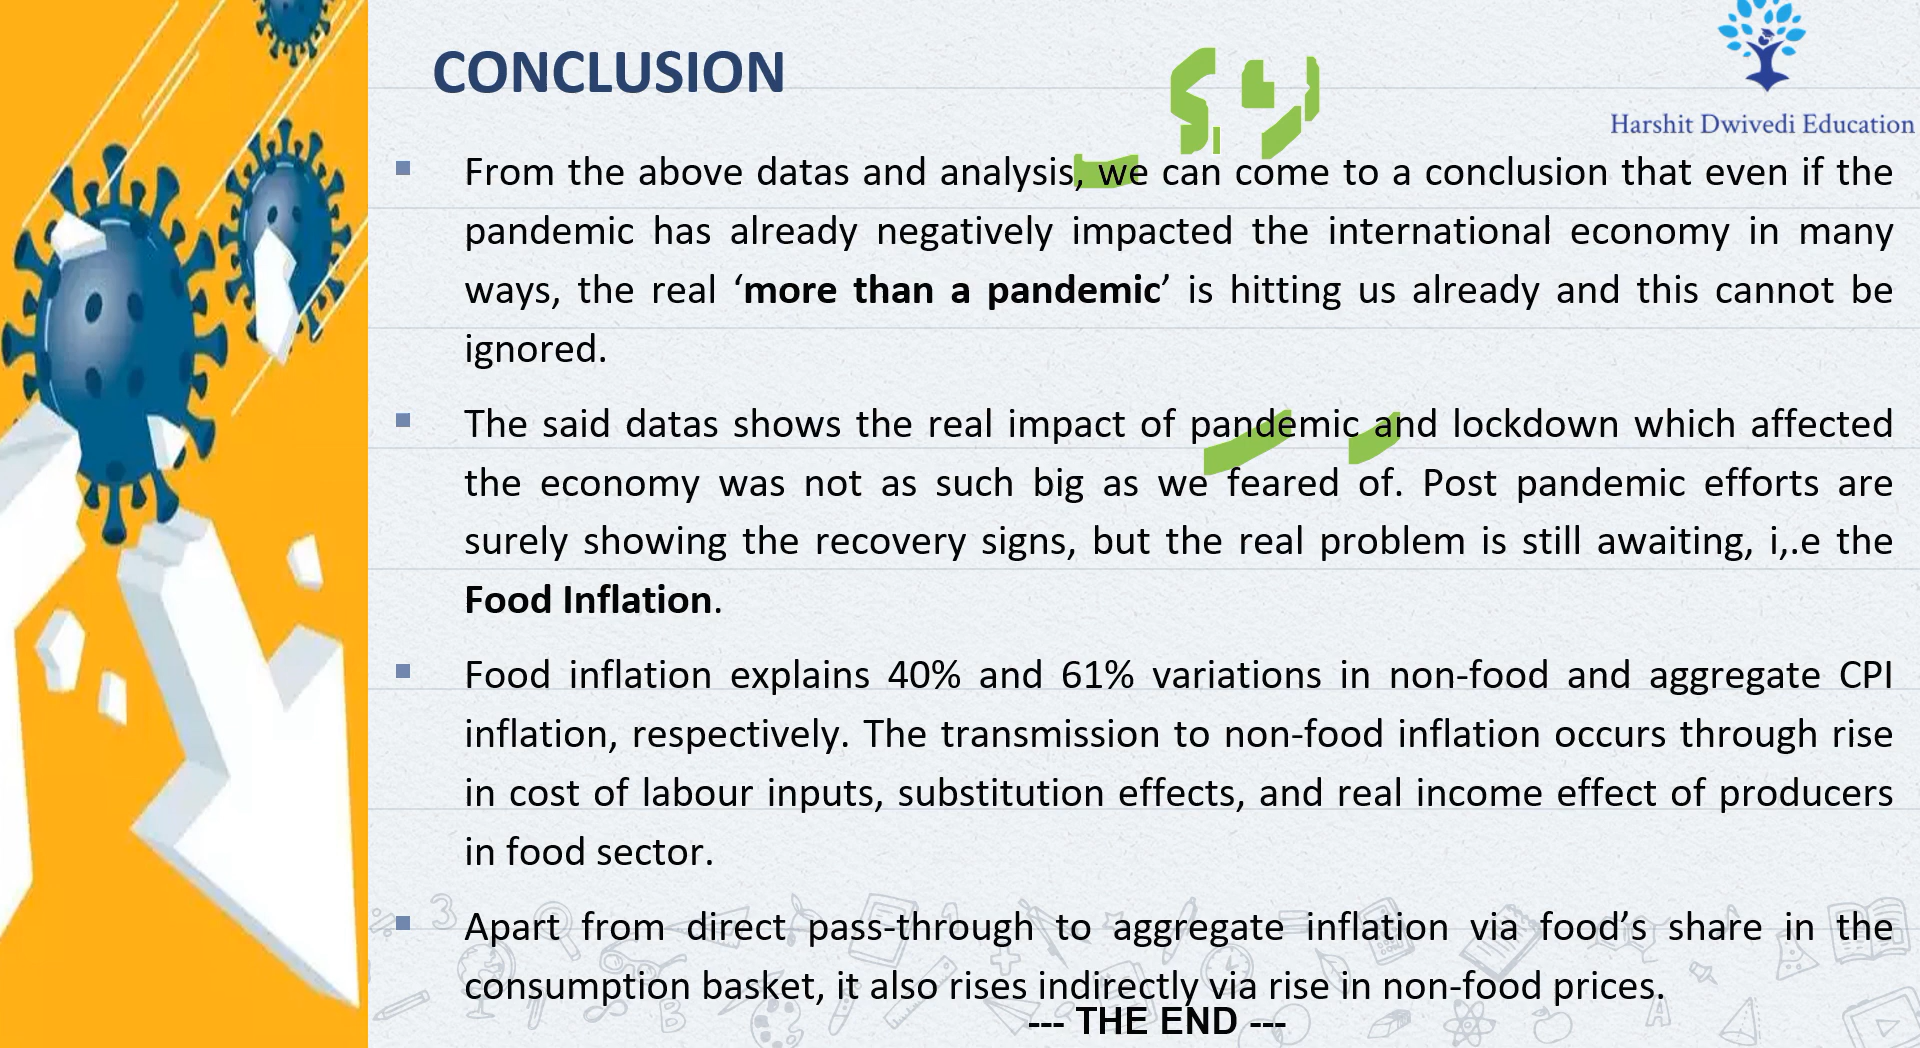 CONCLUSION
Harshit Dwivedi Education
▪ From the above datas and analysis, we can come to a conclusion that even if the
pandemic has already negatively impacted the international economy in many
ways, the real ‘more than a pandemic’ is hitting us already and this cannot be
ignored.
▪ The said datas shows the real impact of pandemic and lockdown which affected
the economy was not as such big as we feared of. Post pandemic efforts are
surely showing the recovery signs, but the real problem is still awaiting, i,.e the
Food Inflation.
▪ Food inflation explains 40% and 61% variations in non-food and aggregate CPI
inflation, respectively. The transmission to non-food inflation occurs through rise
in cost of labour inputs, substitution effects, and real income effect of producers
in food sector.
▪ Apart from direct pass-through to aggregate inflation via food’s share in the
consumption basket, it also rises indirectly via rise in non-food prices.
--- THE END ---